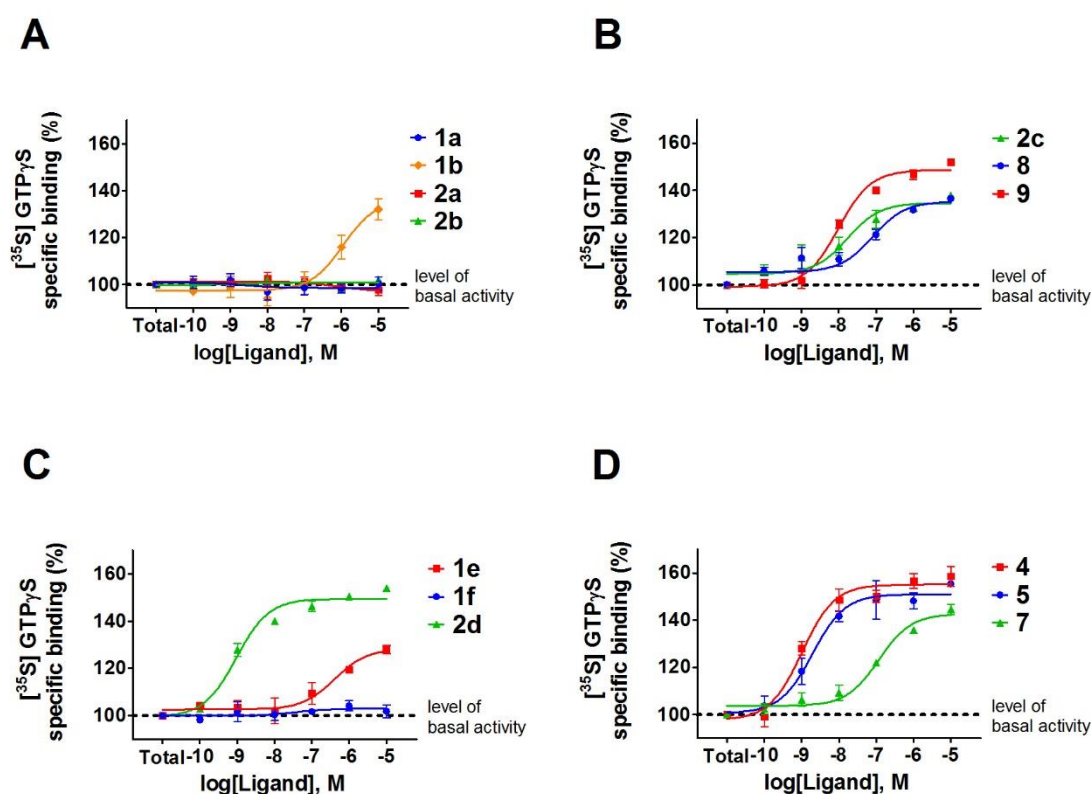 A
[³⁵S] GTPγS
specific binding (%)
160
140
120
100
Total -10 -9 -8 -7 -6 -5
log[Ligand], M
1a
1b
2a
2b
level of
basal activity
B
[³⁵S] GTPγS
specific binding (%)
160
140
120
100
Total -10 -9 -8 -7 -6 -5
log[Ligand], M
2c
8
9
level of
basal activity
C
[³⁵S] GTPγS
specific binding (%)
160
140
120
100
Total -10 -9 -8 -7 -6 -5
log[Ligand], M
1e
1f
2d
level of
basal activity
D
[³⁵S] GTPγS
specific binding (%)
160
140
120
100
Total -10 -9 -8 -7 -6 -5
log[Ligand], M
4
5
7
level of
basal activity